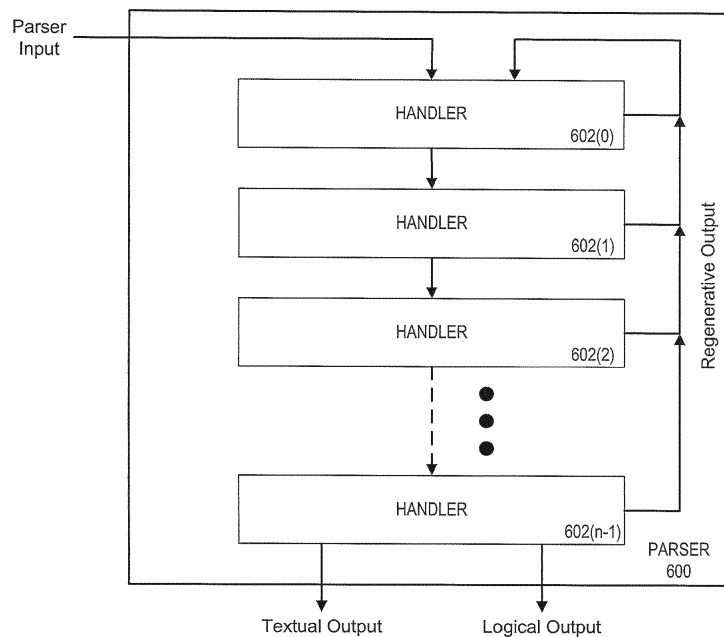 Parser
Input
HANDLER
602(0)
HANDLER
602(1)
HANDLER
602(2)
Regenerative Output
HANDLER
602(n-1)
PARSER
600
Textual Output
Logical Output